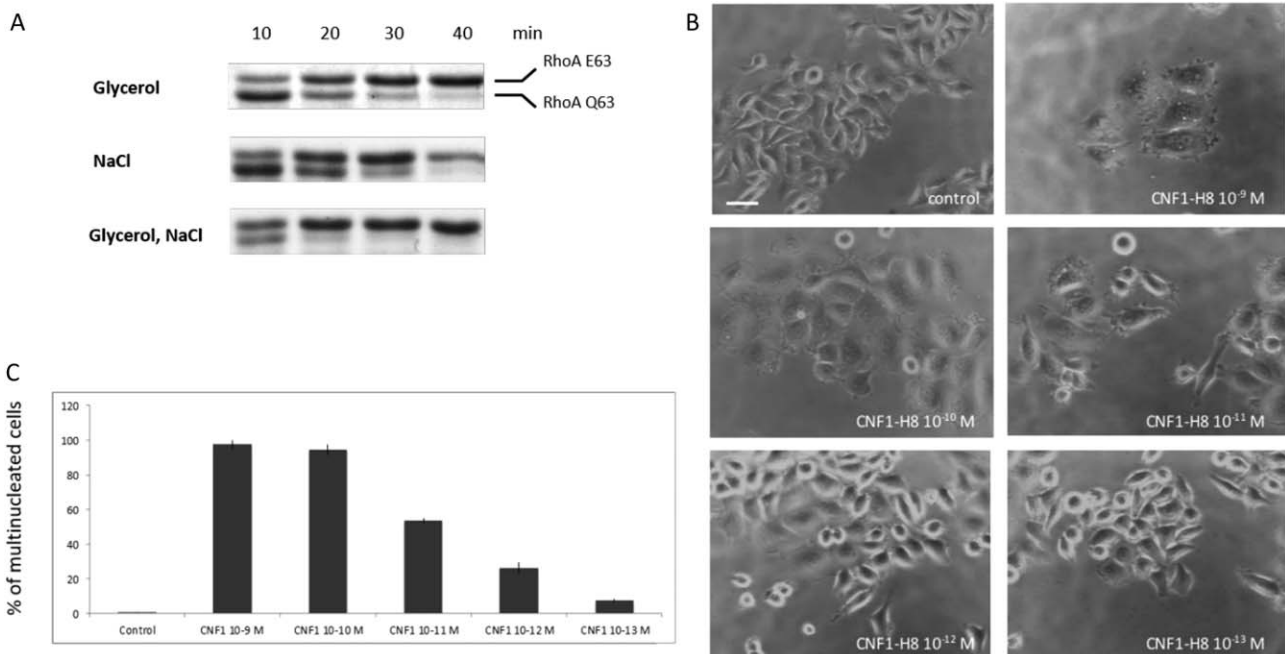 A
10 20 30 40 min
Glycerol
RhoA E63
RhoA Q63
NaCl
Glycerol, NaCl
B
control
CNF1-H8 10⁻⁹ M
CNF1-H8 10⁻¹⁰ M
CNF1-H8 10⁻¹¹ M
CNF1-H8 10⁻¹² M
CNF1-H8 10⁻¹³ M
C
% of multinucleated cells
120
100
80
60
40
20
0
Control CNF1 10-9 M CNF1 10-10 M CNF1 10-11 M CNF1 10-12 M CNF1 10-13 M